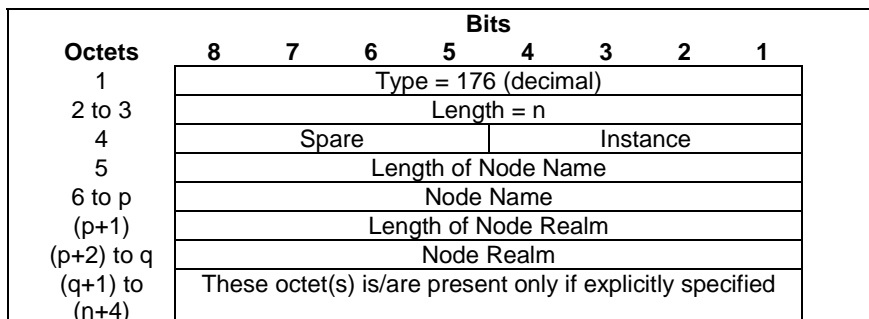 Bits
Octets 8 7 6 5 4 3 2 1
1 Type = 176 (decimal)
2 to 3 Length = n
4 Spare Instance
5 Length of Node Name
6 to p Node Name
(p+1) Length of Node Realm
(p+2) to q Node Realm
(q+1) to These octet(s) is/are present only if explicitly specified
(n+4)